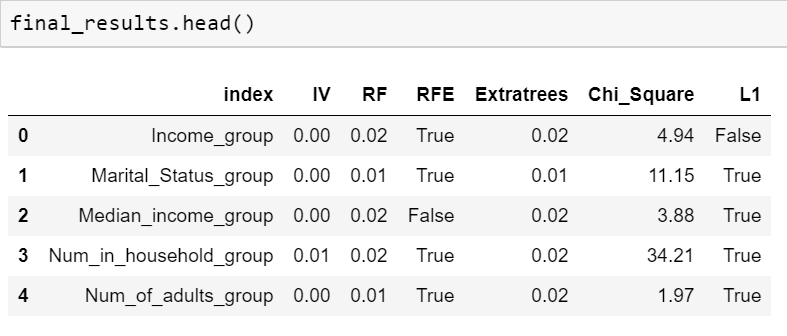 final_results.head()
index IV RF RFE Extratrees Chi_Square L1
0 Income_group 0.00 0.02 True 0.02 4.94 False
1 Marital_Status_group 0.00 0.01 True 0.01 11.15 True
2 Median_income_group 0.00 0.02 False 0.02 3.88 True
3 Num_in_household_group 0.01 0.02 True 0.02 34.21 True
4 Num_of_adults_group 0.00 0.01 True 0.02 1.97 True